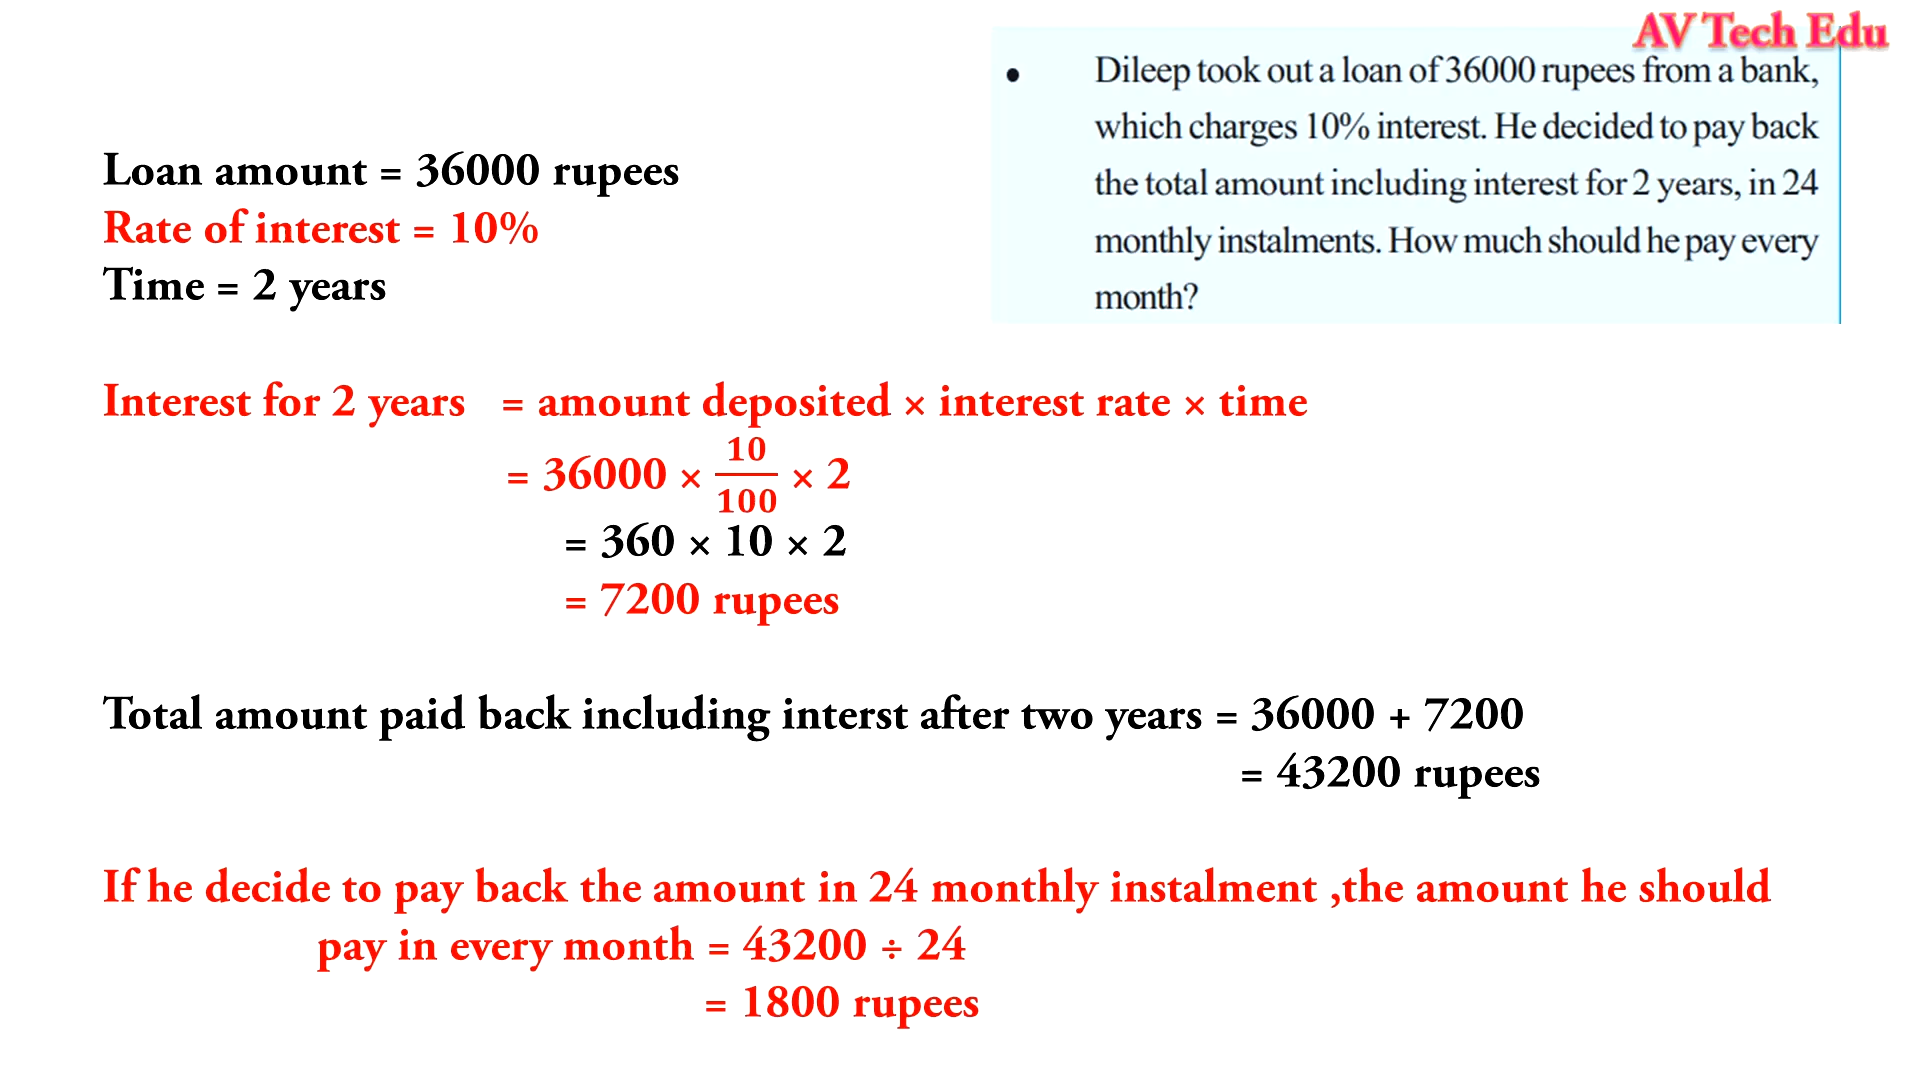 AV Tech Edu
• Dileep took out a loan of 36000 rupees from a bank,
which charges 10% interest. He decided to pay back
the total amount including interest for 2 years, in 24
monthly instalments. How much should he pay every
month?
Loan amount = 36000 rupees
Rate of interest = 10%
Time = 2 years
Interest for 2 years = amount deposited × interest rate × time
= 36000 × 10/100 × 2
= 360 × 10 × 2
= 7200 rupees
Total amount paid back including interst after two years = 36000 + 7200
= 43200 rupees
If he decide to pay back the amount in 24 monthly instalment ,the amount he should
pay in every month = 43200 ÷ 24
= 1800 rupees